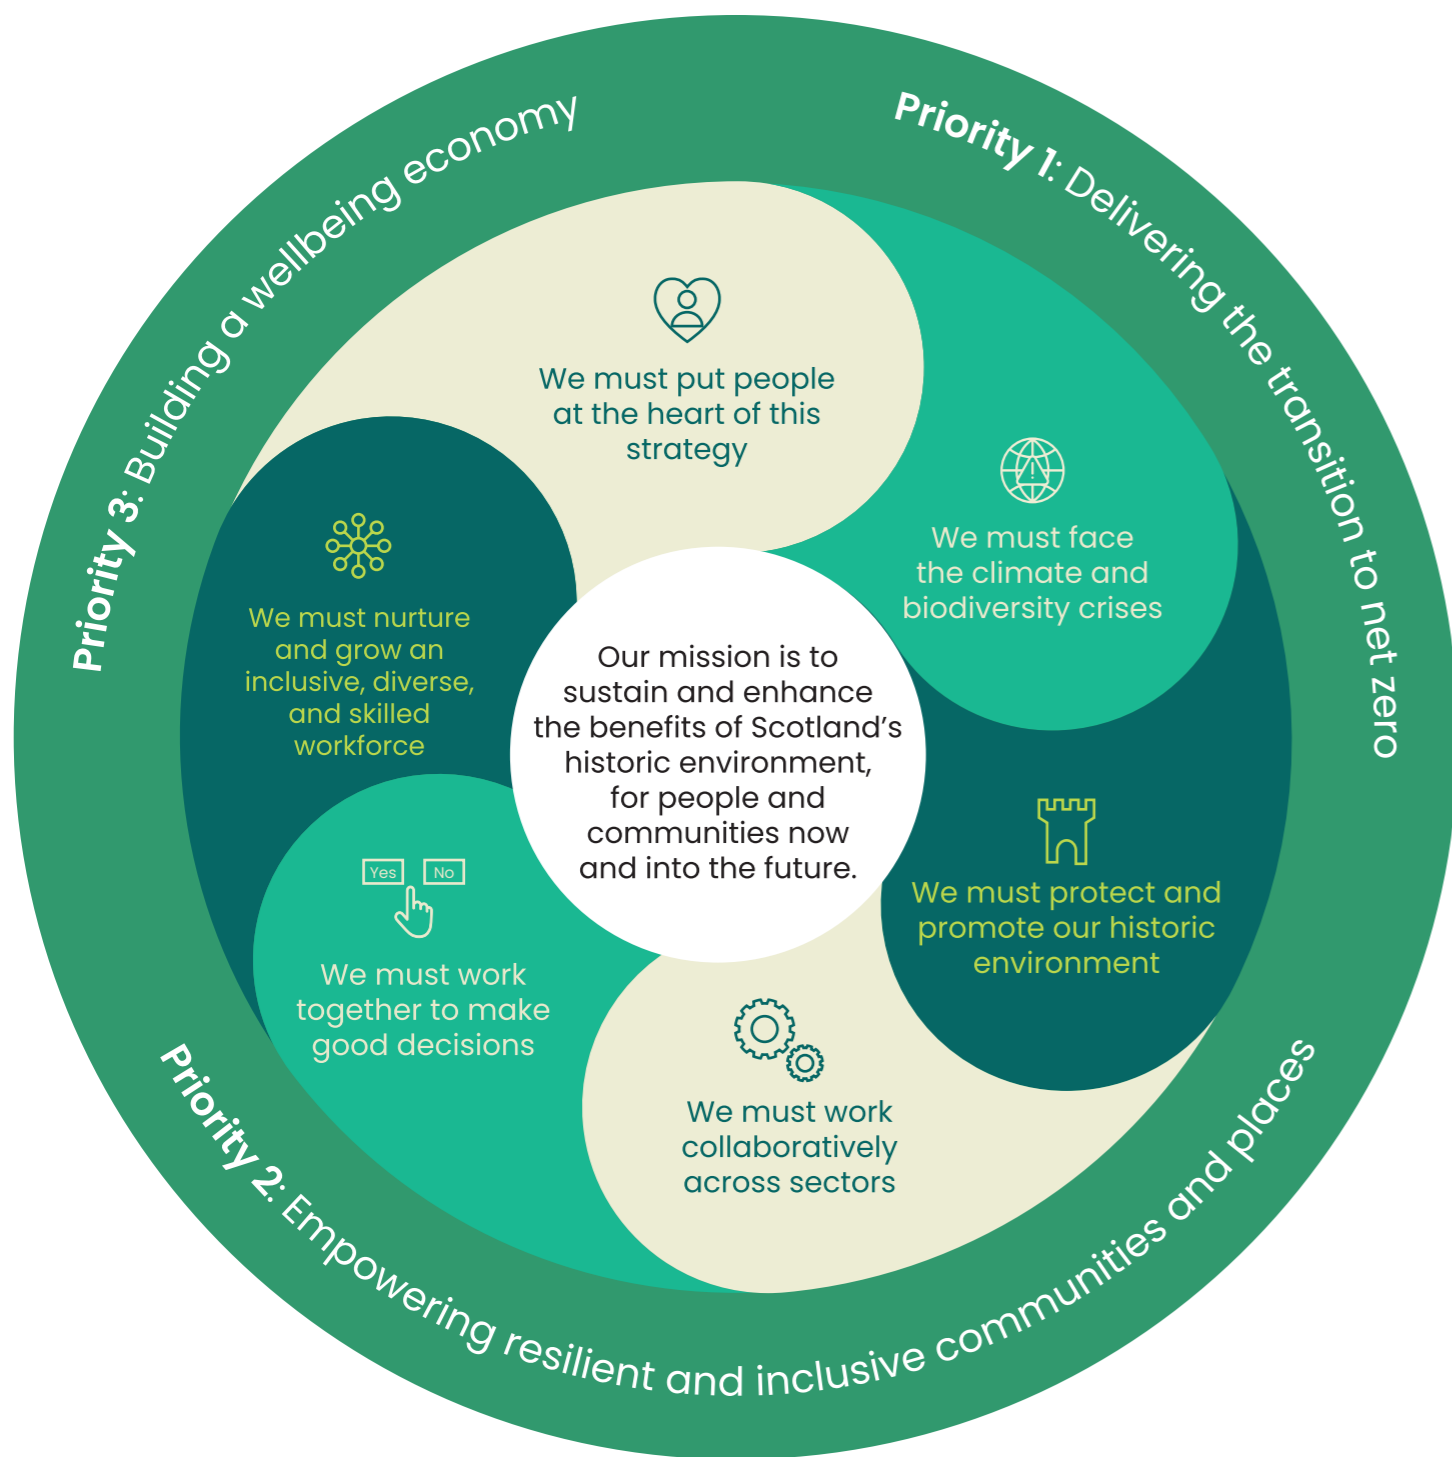 Priority 1: Delivering the transition to net zero
Priority 2: Empowering resilient and inclusive communities and places
Priority 3: Building a wellbeing economy
We must put people
at the heart of this
strategy
We must face
the climate and
biodiversity crises
We must protect and
promote our historic
environment
We must work
collaboratively
across sectors
Yes
No
We must work
together to make
good decisions
We must nurture
and grow an
inclusive, diverse,
and skilled
workforce
Our mission is to
sustain and enhance
the benefits of Scotland’s
historic environment,
for people and
communities now
and into the future.